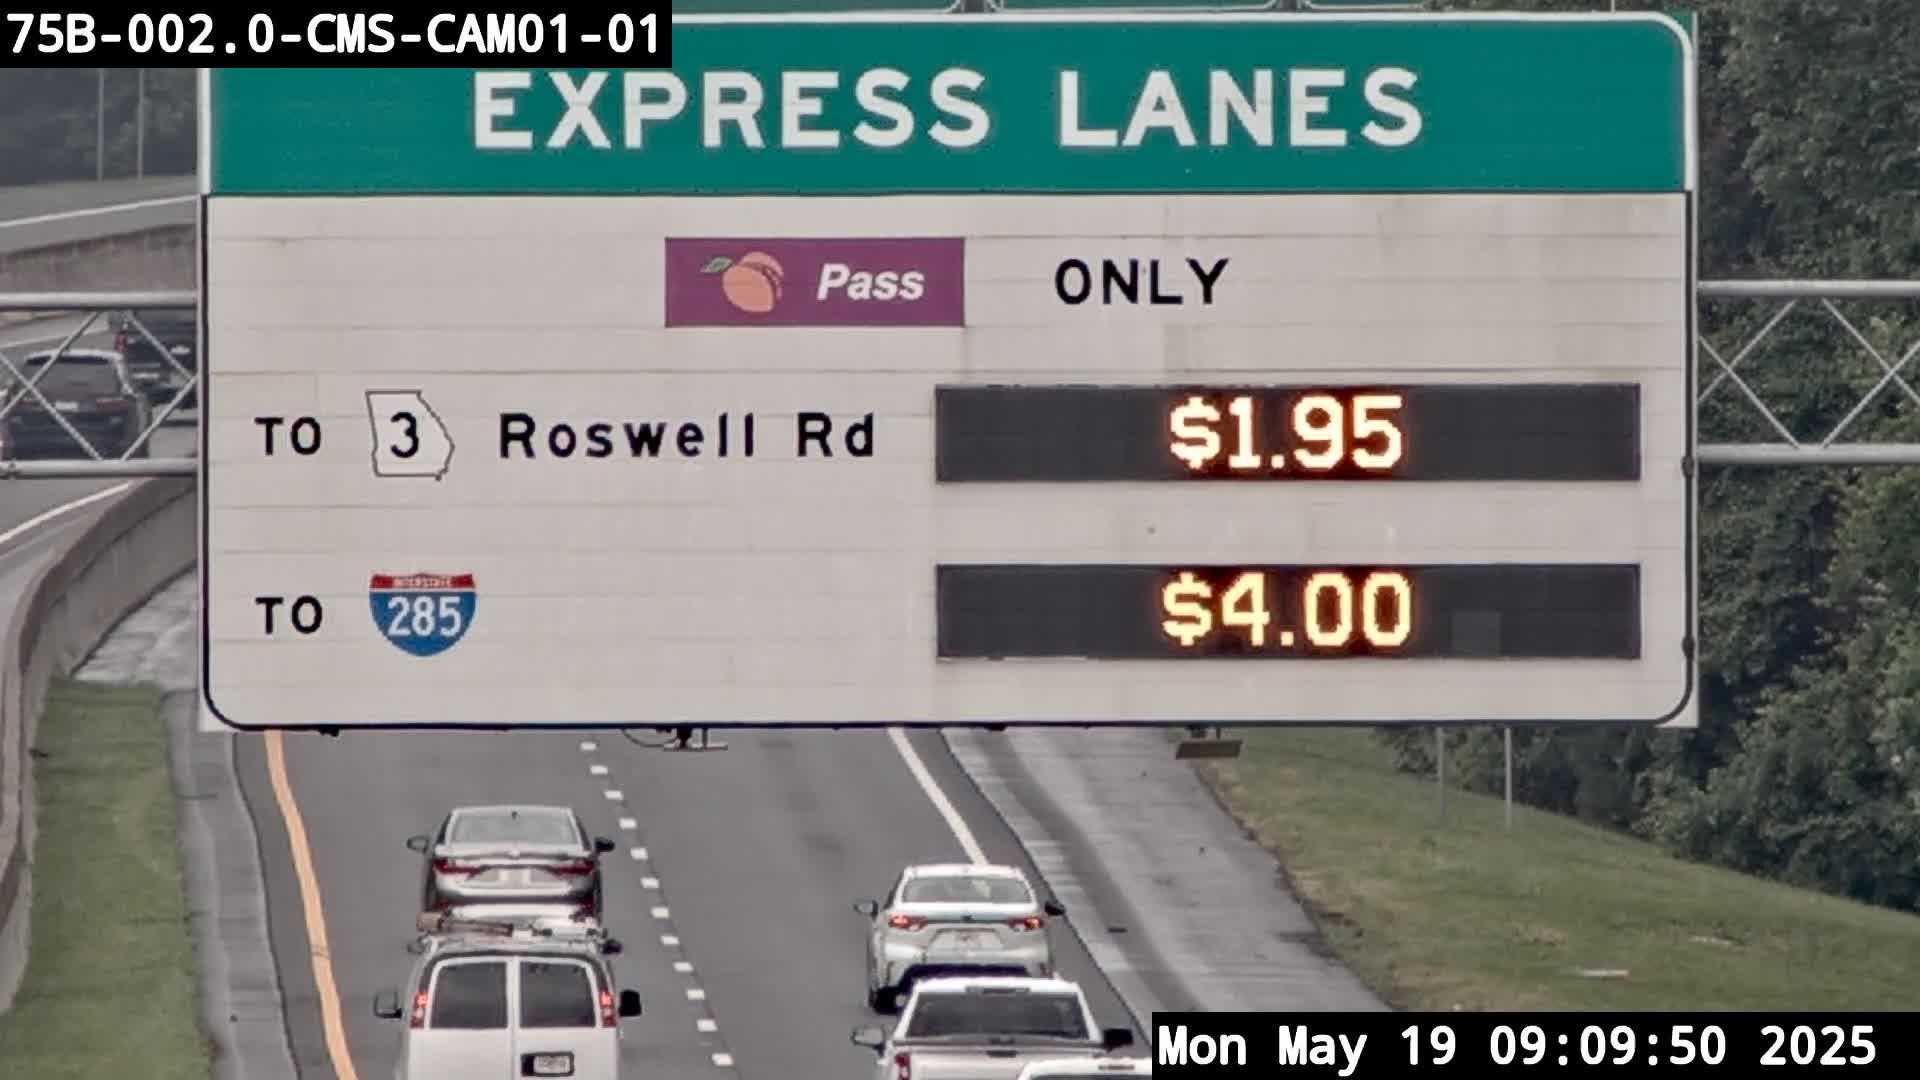 75B-002.0-CMS-CAM01-01
EXPRESS LANES
Pass ONLY
TO 3 Roswell Rd $1.95
INTERSTATE
TO 285 $4.00
Mon May 19 09:09:50 2025